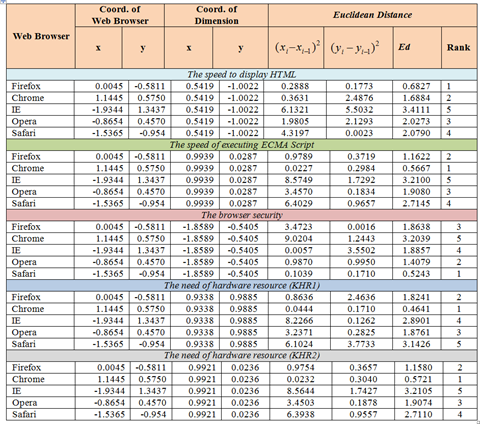 Web Browser Coord. of Web Browser Coord. of Dimension Euclidean Distance
x y x y (xᵢ–xᵢ₋₁)² (yᵢ – yᵢ₋₁)² Ed Rank
The speed to display HTML
Firefox 0.0045 -0.5811 0.5419 -1.0022 0.2888 0.1773 0.6827 1
Chrome 1.1445 0.5750 0.5419 -1.0022 0.3631 2.4876 1.6884 2
IE -1.9344 1.3437 0.5419 -1.0022 6.1321 5.5032 3.4111 5
Opera -0.8654 0.4570 0.5419 -1.0022 1.9805 2.1293 2.0273 3
Safari -1.5365 -0.954 0.5419 -1.0022 4.3197 0.0023 2.0790 4
The speed of executing ECMA Script
Firefox 0.0045 -0.5811 0.9939 0.0287 0.9789 0.3719 1.1622 2
Chrome 1.1445 0.5750 0.9939 0.0287 0.0227 0.2984 0.5667 1
IE -1.9344 1.3437 0.9939 0.0287 8.5749 1.7292 3.2100 5
Opera -0.8654 0.4570 0.9939 0.0287 3.4570 0.1834 1.9080 3
Safari -1.5365 -0.954 0.9939 0.0287 6.4029 0.9657 2.7145 4
The browser security
Firefox 0.0045 -0.5811 -1.8589 -0.5405 3.4723 0.0016 1.8638 3
Chrome 1.1445 0.5750 -1.8589 -0.5405 9.0204 1.2443 3.2039 5
IE -1.9344 1.3437 -1.8589 -0.5405 0.0057 3.5502 1.8857 4
Opera -0.8654 0.4570 -1.8589 -0.5405 0.9870 0.9950 1.4079 2
Safari -1.5365 -0.954 -1.8589 -0.5405 0.1039 0.1710 0.5243 1
The need of hardware resource (KHR1)
Firefox 0.0045 -0.5811 0.9338 0.9885 0.8636 2.4636 1.8241 2
Chrome 1.1445 0.5750 0.9338 0.9885 0.0444 0.1710 0.4641 1
IE -1.9344 1.3437 0.9338 0.9885 8.2266 0.1262 2.8901 4
Opera -0.8654 0.4570 0.9338 0.9885 3.2371 0.2825 1.8761 3
Safari -1.5365 -0.954 0.9338 0.9885 6.1024 3.7733 3.1426 5
The need of hardware resource (KHR2)
Firefox 0.0045 -0.5811 0.9921 0.0236 0.9754 0.3657 1.1580 2
Chrome 1.1445 0.5750 0.9921 0.0236 0.0232 0.3040 0.5721 1
IE -1.9344 1.3437 0.9921 0.0236 8.5644 1.7427 3.2105 5
Opera -0.8654 0.4570 0.9921 0.0236 3.4503 0.1878 1.9074 3
Safari -1.5365 -0.954 0.9921 0.0236 6.3938 0.9557 2.7110 4